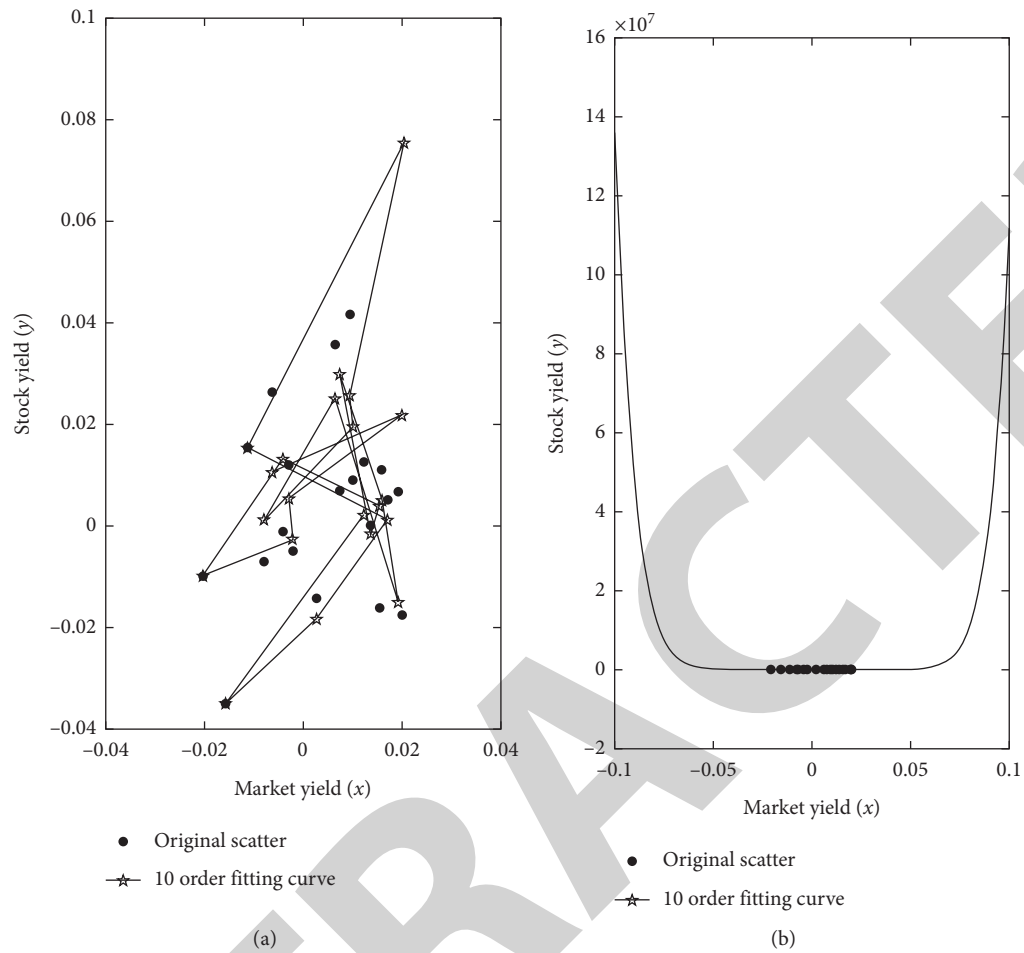 0.1
0.08
0.06
0.04
0.02
0
–0.02
–0.04
Stock yield (y)
–0.04
–0.02
0
0.02
0.04
Market yield (x)
Original scatter
10 order fitting curve
(a)
×10⁷
16
14
12
10
8
6
4
2
0
–2
Stock yield (y)
–0.1
–0.05
0
0.05
0.1
Market yield (x)
Original scatter
10 order fitting curve
(b)